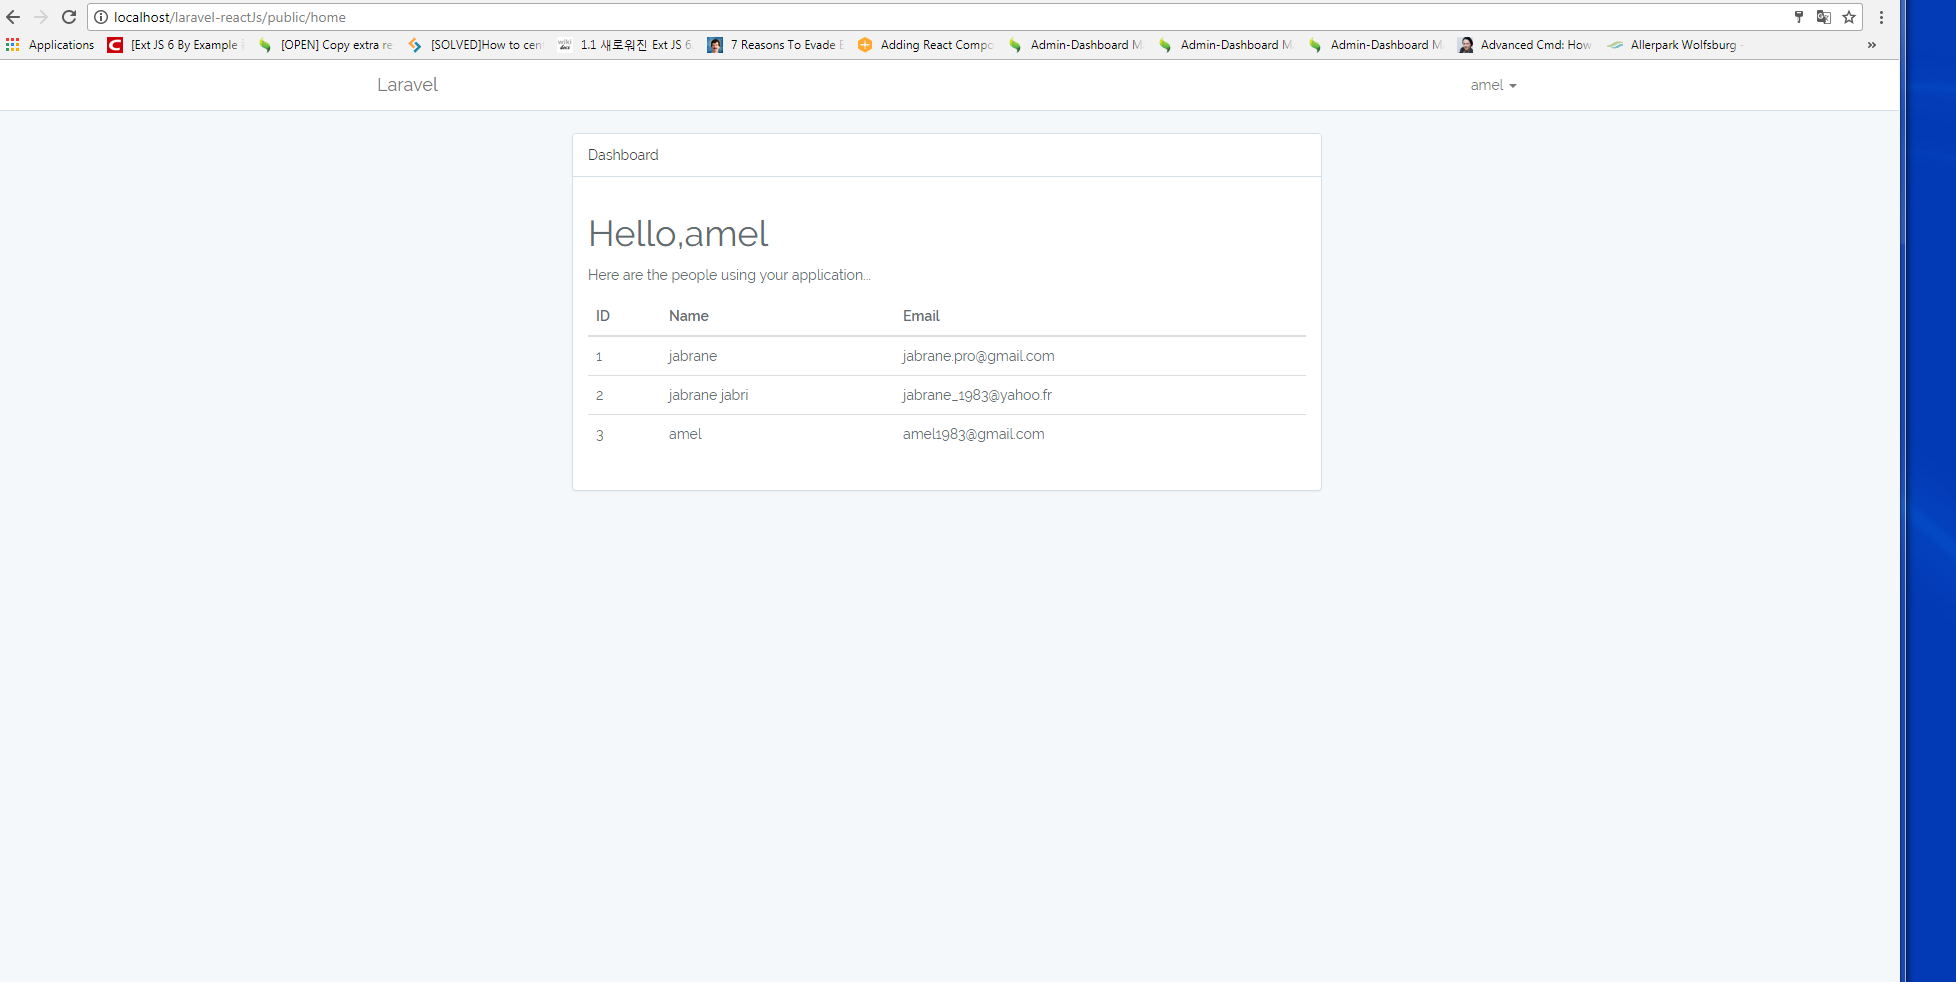 localhost/laravel-reactJs/public/home
Applications [Ext JS 6 By Example [OPEN] Copy extra re [SOLVED]How to cen wiki docs 1.1 새로워진 Ext JS 6. 7 Reasons To Evade E Adding React Compo Admin-Dashboard M Admin-Dashboard M Admin-Dashboard M Advanced Cmd: How Allerpark Wolfsburg - »
Laravel amel
Dashboard
Hello,amel
Here are the people using your application...
ID Name Email
1 jabrane jabrane.pro@gmail.com
2 jabrane jabri jabrane_1983@yahoo.fr
3 amel amel1983@gmail.com